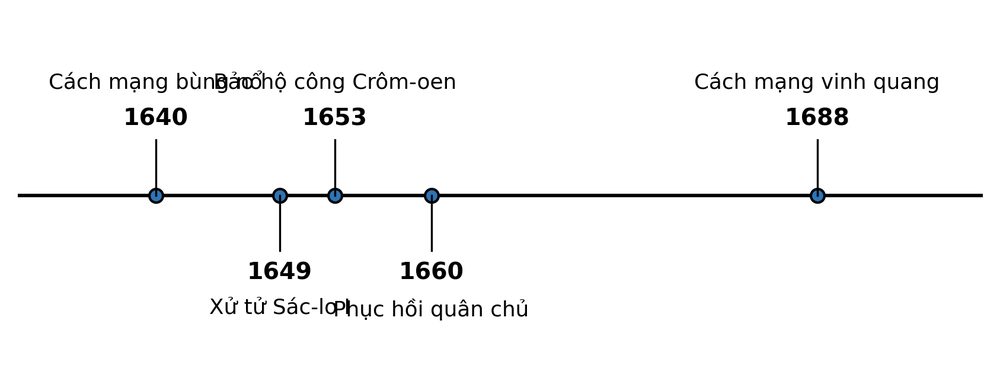 Cách mạng bùng nổ
1640
Bảo hộ công Crôm-oen
1653
Cách mạng vinh quang
1688
1649
Xử tử Sác-lơ I
1660
Phục hồi quân chủ